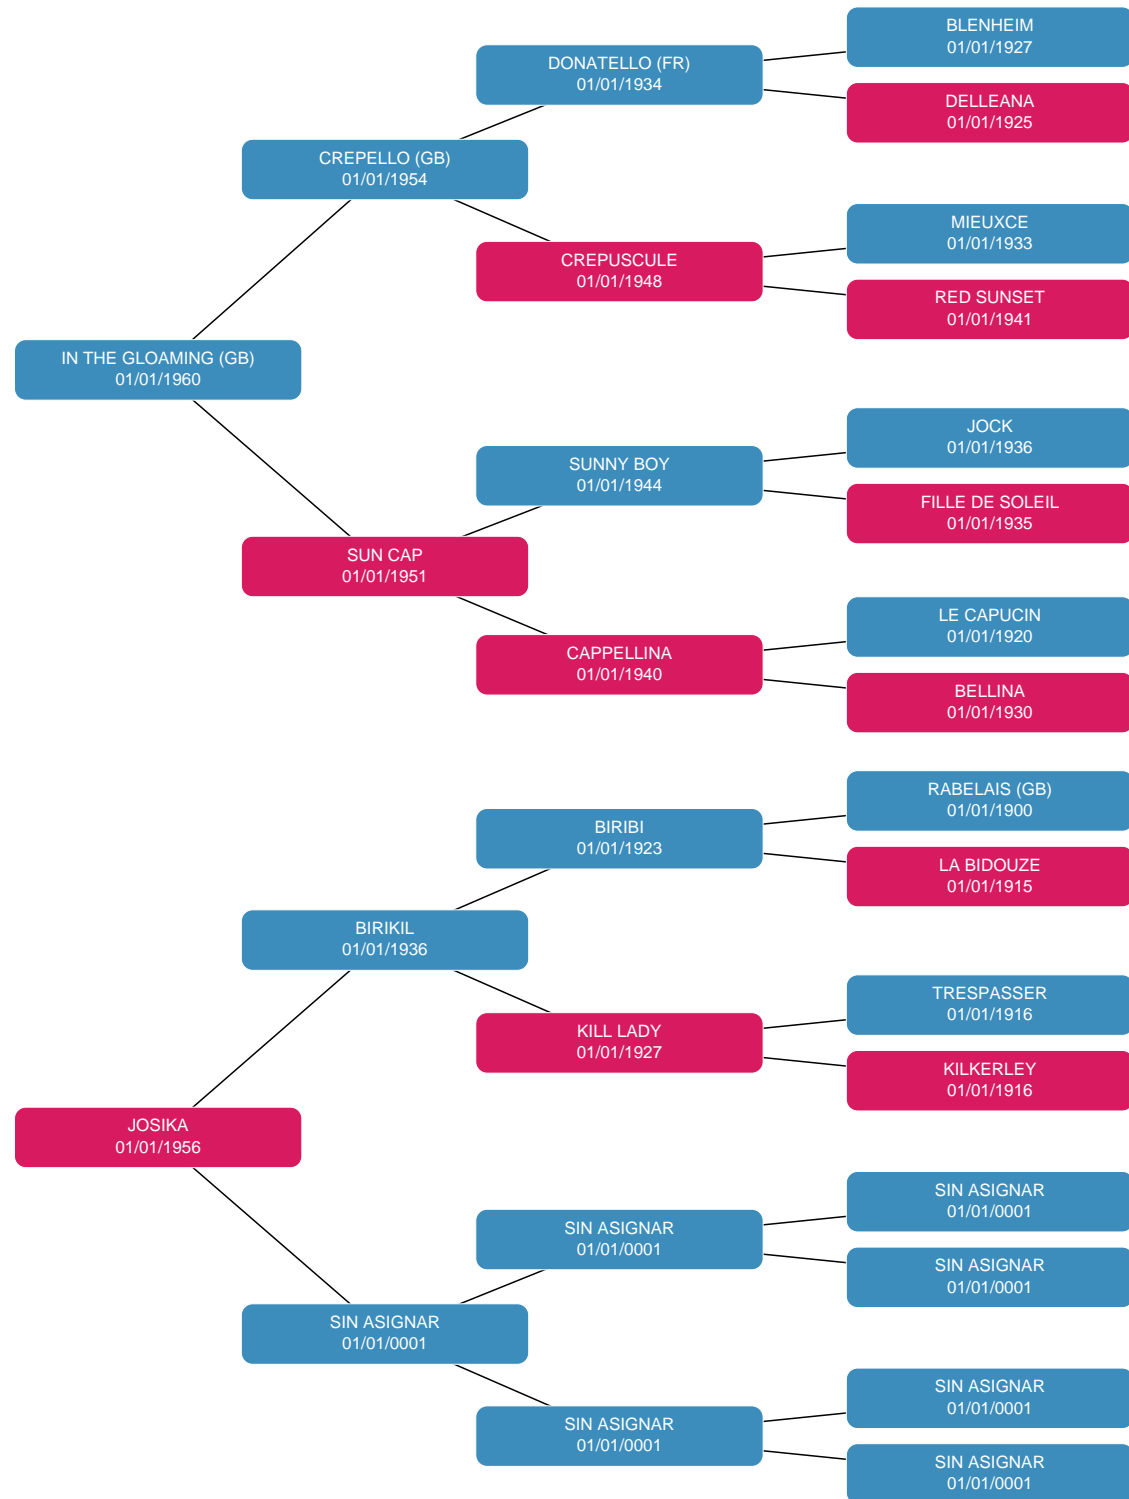 BLENHEIM
01/01/1927
DONATELLO (FR)
01/01/1934
DELLEANA
01/01/1925
CREPELLO (GB)
01/01/1954
MIEUXCE
01/01/1933
CREPUSCULE
01/01/1948
RED SUNSET
01/01/1941
IN THE GLOAMING (GB)
01/01/1960
JOCK
01/01/1936
SUNNY BOY
01/01/1944
FILLE DE SOLEIL
01/01/1935
SUN CAP
01/01/1951
LE CAPUCIN
01/01/1920
CAPPELLINA
01/01/1940
BELLINA
01/01/1930
RABELAIS (GB)
01/01/1900
BIRIBI
01/01/1923
LA BIDOUZE
01/01/1915
BIRIKIL
01/01/1936
TRESPASSER
01/01/1916
KILL LADY
01/01/1927
KILKERLEY
01/01/1916
JOSIKA
01/01/1956
SIN ASIGNAR
01/01/0001
SIN ASIGNAR
01/01/0001
SIN ASIGNAR
01/01/0001
SIN ASIGNAR
01/01/0001
SIN ASIGNAR
01/01/0001
SIN ASIGNAR
01/01/0001
SIN ASIGNAR
01/01/0001